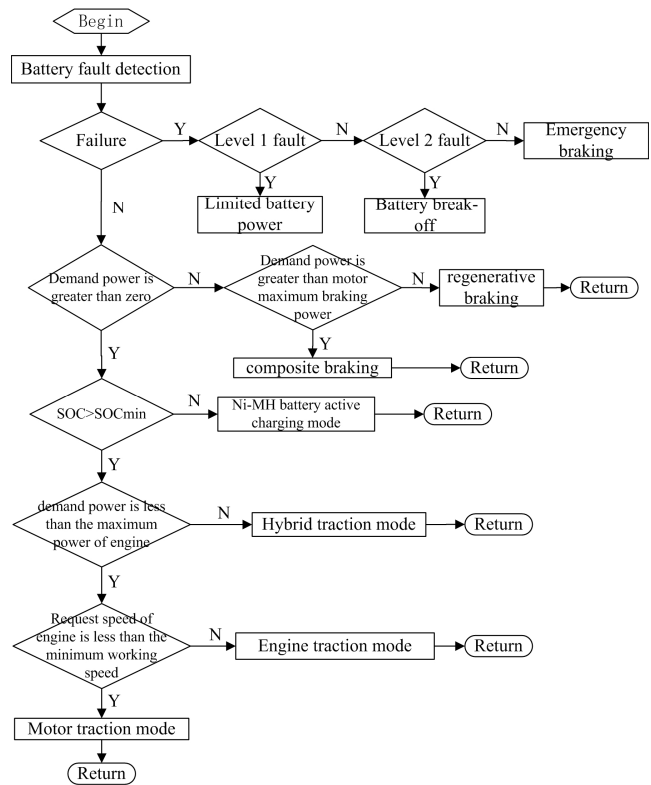 Begin
Battery fault detection
Failure
Y
Level 1 fault
N
Level 2 fault
N
Emergency
braking
Y
Limited battery
power
Y
Battery break-
off
N
Demand power is
greater than zero
N
Demand power is
greater than motor
maximum braking
power
N
regenerative
braking
Return
Y
composite braking
Return
Y
SOC>SOCmin
N
Ni-MH battery active
charging mode
Return
Y
demand power is less
than the maximum
power of engine
N
Hybrid traction mode
Return
Y
Request speed of
engine is less than the
minimum working
speed
N
Engine traction mode
Return
Y
Motor traction mode
Return